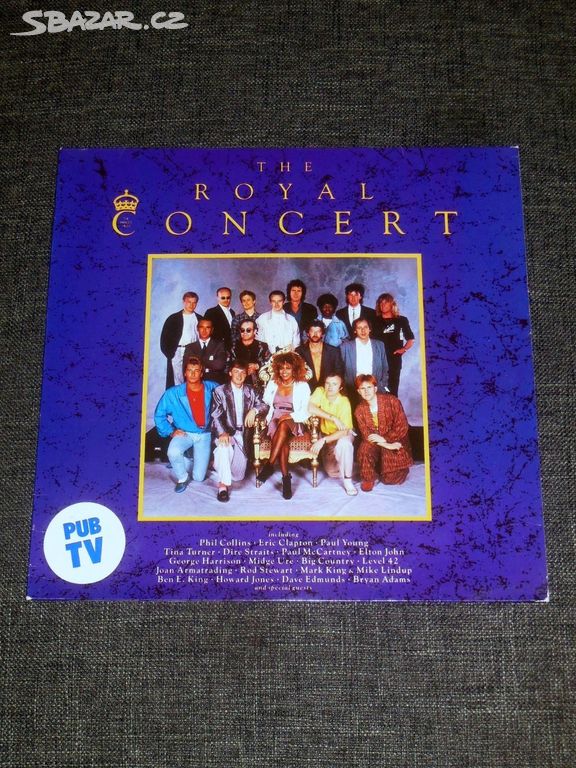 SBAZAR.CZ
THE
ROYAL
CONCERT
PUB
TV
including
Phil Collins · Eric Clapton · Paul Young
Tina Turner · Dire Straits · Paul McCartney · Elton John
George Harrison · Midge Ure · Big Country · Level 42
Joan Armatrading · Rod Stewart · Mark King & Mike Lindup
Ben E. King · Howard Jones · Dave Edmunds · Bryan Adams
and special guests